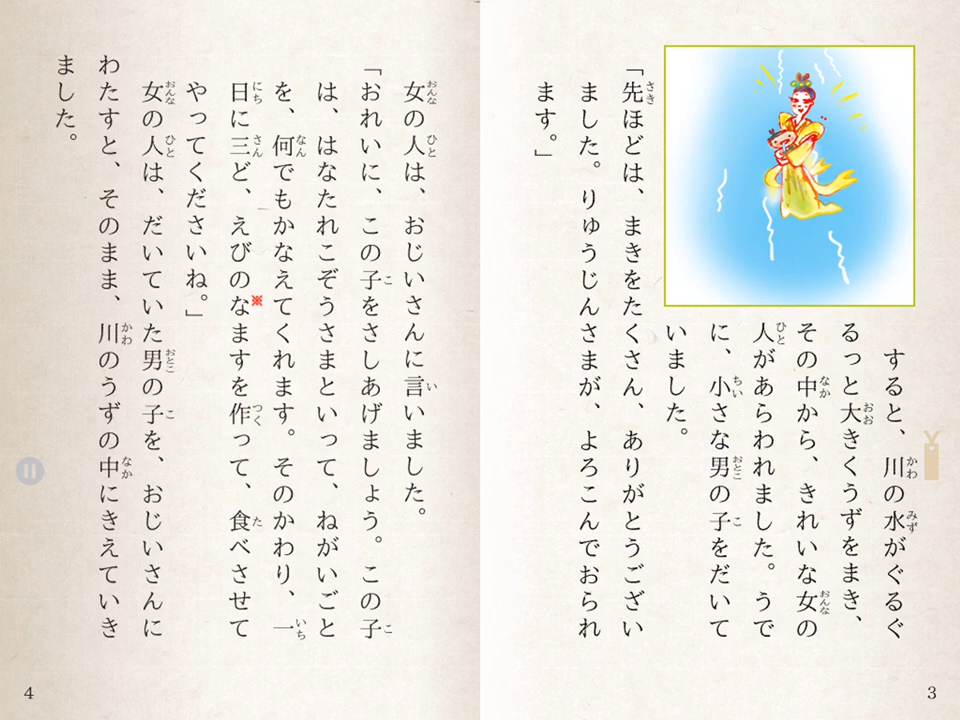 すると、川の水がぐるぐ
るっと大きくうずをまき、
その中から、きれいな女の
人があらわれました。うで
に、小さな男の子をだいて
いました。
「先ほどは、まきをたくさん、ありがとうござい
ました。りゅうじんさまが、よろこんでおられ
ます。」
3
女の人は、おじいさんに言いました。
「おれいに、この子をさしあげましょう。この子
は、はなたれこぞうさまといって、ねがいごと
を、何でもかなえてくれます。そのかわり、一
日に三ど、えびのな※ますを作って、食べさせて
やってくださいね。」
女の人は、だいていた男の子を、おじいさんに
わたすと、そのまま、川のうずの中にきえていき
ました。
4